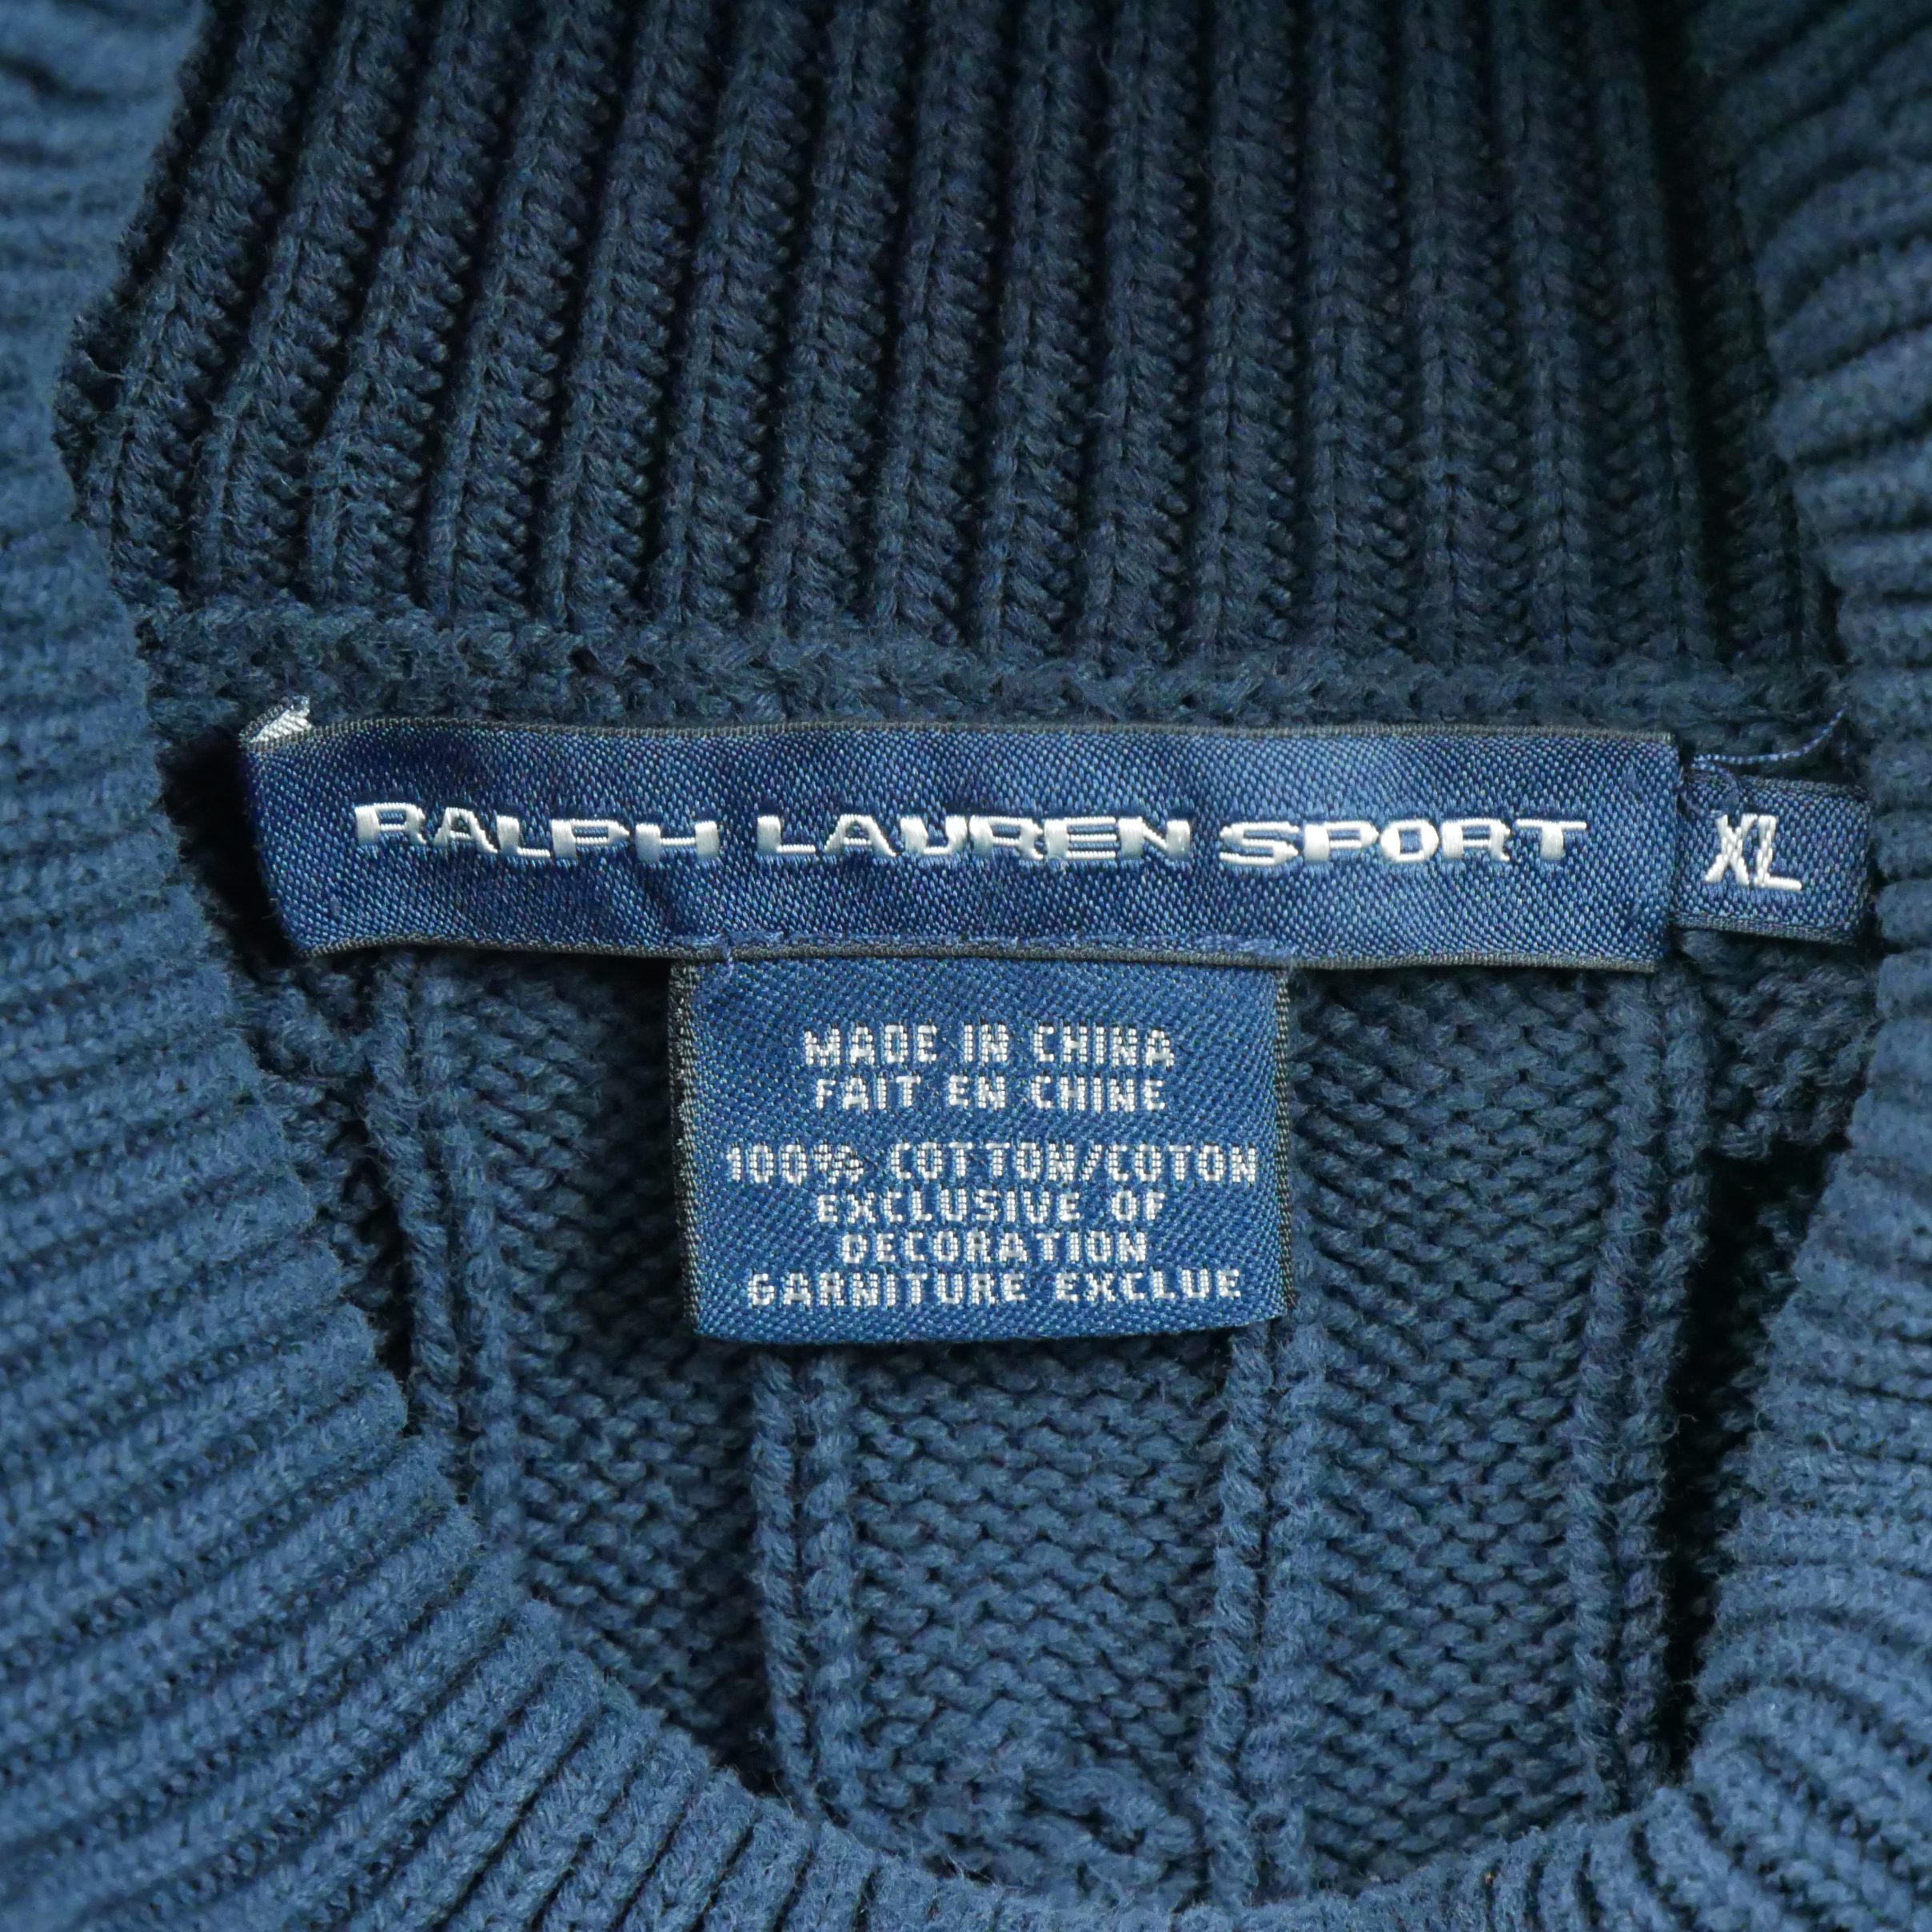 RALPH LAUREN SPORT
XL
MADE IN CHINA
FAIT EN CHINE
100% COTTON/COTON
EXCLUSIVE OF
DECORATION
GARNITURE EXCLUE